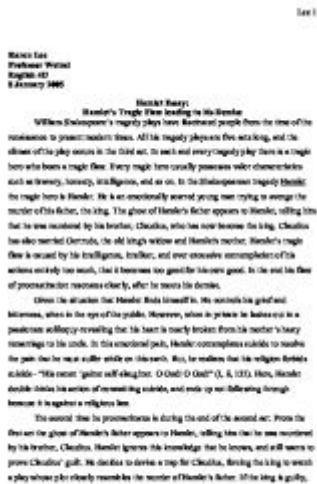 Lee 1
Karen Lee
Professor
English 4U
8 January 2005
Hamlet Essay:
Hamlet's Tragic Flaw leading to his Demise
William Shakespeare's tragedy plays have fascinated people from the time of the
renaissance to present modern times. All his tragedy plays are five acts long, and the
climax of the play occurs in the third act. In each and every tragedy play there is a tragic
hero who bears a tragic flaw. Every tragic hero usually possesses valor characteristics
such as bravery, honesty, intelligence, and so on. In the Shakespearean tragedy Hamlet
the tragic hero is Hamlet. He is an emotionally scarred young man trying to avenge the
murder of his father, the king. The ghost of Hamlet's father appears to Hamlet, telling him
that he was murdered by his brother, Claudius, who has now become the king. Claudius
has also married Gertrude, the old king's widow and Hamlet's mother. Hamlet's tragic
flaw is caused by his intelligence, intellect, and over excessive contemplation of his
actions entirely too much, that it becomes too good for his own good. In the end his flaw
of procrastination reasons clearly, after he meets his demise.
Given the situation that Hamlet finds himself in. He controls his grief and
bitterness, when in the eye of the public. However, when in private he lashes out in a
passionate soliloquy-revealing that his heart is nearly broken from his mother's hasty
remarriage to his uncle. In this emotional pain, Hamlet contemplates suicide to resolve
the pain that he must suffer while on this earth. But, he realizes that his religion forbids
suicide- "His canon 'gainst self-slaughter. O God! O God!" (1, ii, 132). Here, Hamlet
double thinks his action of committing suicide, and ends up not following through
because it is against a religious law.
The second time he procrastinates is during the end of the second act. From the
first act the ghost of Hamlet's father appears to Hamlet, telling him that he was murdered
by his brother, Claudius. Hamlet ignores this knowledge that he knows, and still wants to
prove Claudius' guilt. He decides to devise a trap for Claudius, forcing the king to watch
a play whose plot closely resembles the murder of Hamlet's father. If the king is guilty,